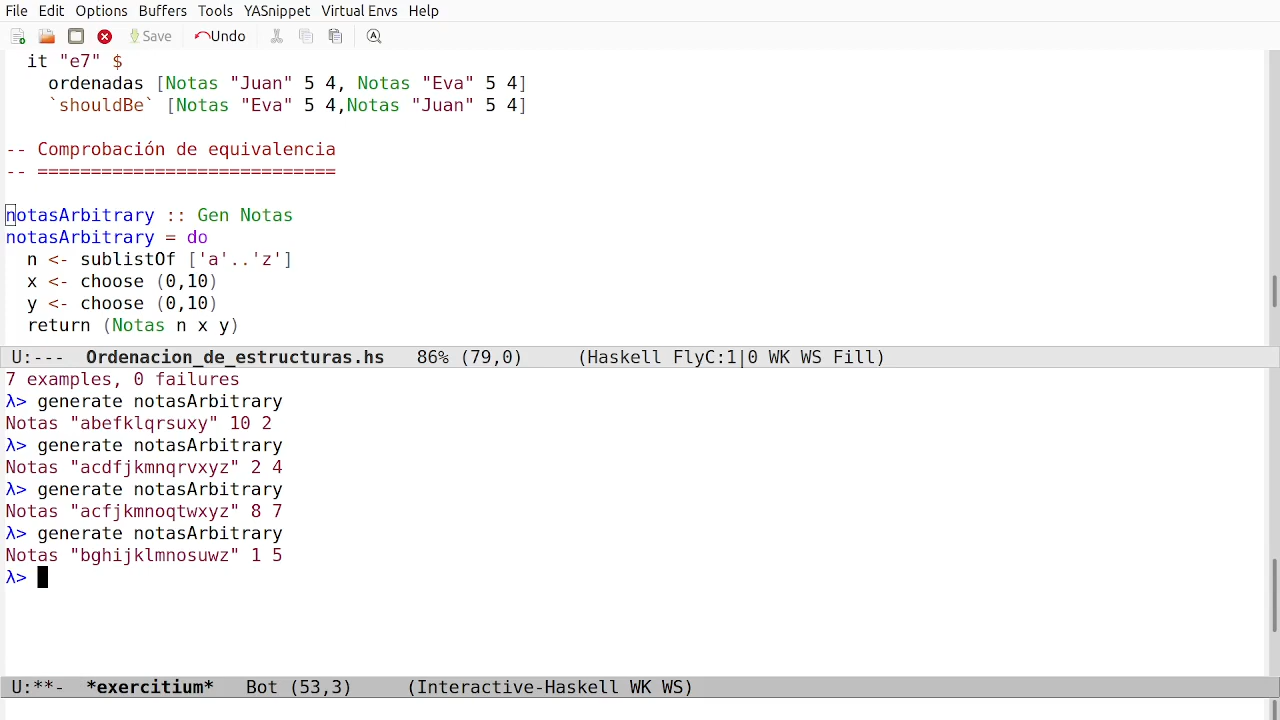 File Edit Options Buffers Tools YASnippet Virtual Envs Help
Save Undo
it "e7" $
ordenadas [Notas "Juan" 5 4, Notas "Eva" 5 4]
`shouldBe` [Notas "Eva" 5 4,Notas "Juan" 5 4]
-- Comprobación de equivalencia
-- ============================
notasArbitrary :: Gen Notas
notasArbitrary = do
n <- sublistOf ['a'..'z']
x <- choose (0,10)
y <- choose (0,10)
return (Notas n x y)
U:--- Ordenacion_de_estructuras.hs 86% (79,0) (Haskell FlyC:1|0 WK WS Fill)
7 examples, 0 failures
λ> generate notasArbitrary
Notas "abefklqrsuxy" 10 2
λ> generate notasArbitrary
Notas "acdfjkmnqrvxyz" 2 4
λ> generate notasArbitrary
Notas "acfjkmnoqtwxyz" 8 7
λ> generate notasArbitrary
Notas "bghijklmnosuwz" 1 5
λ>
U:**- *exercitium* Bot (53,3) (Interactive-Haskell WK WS)